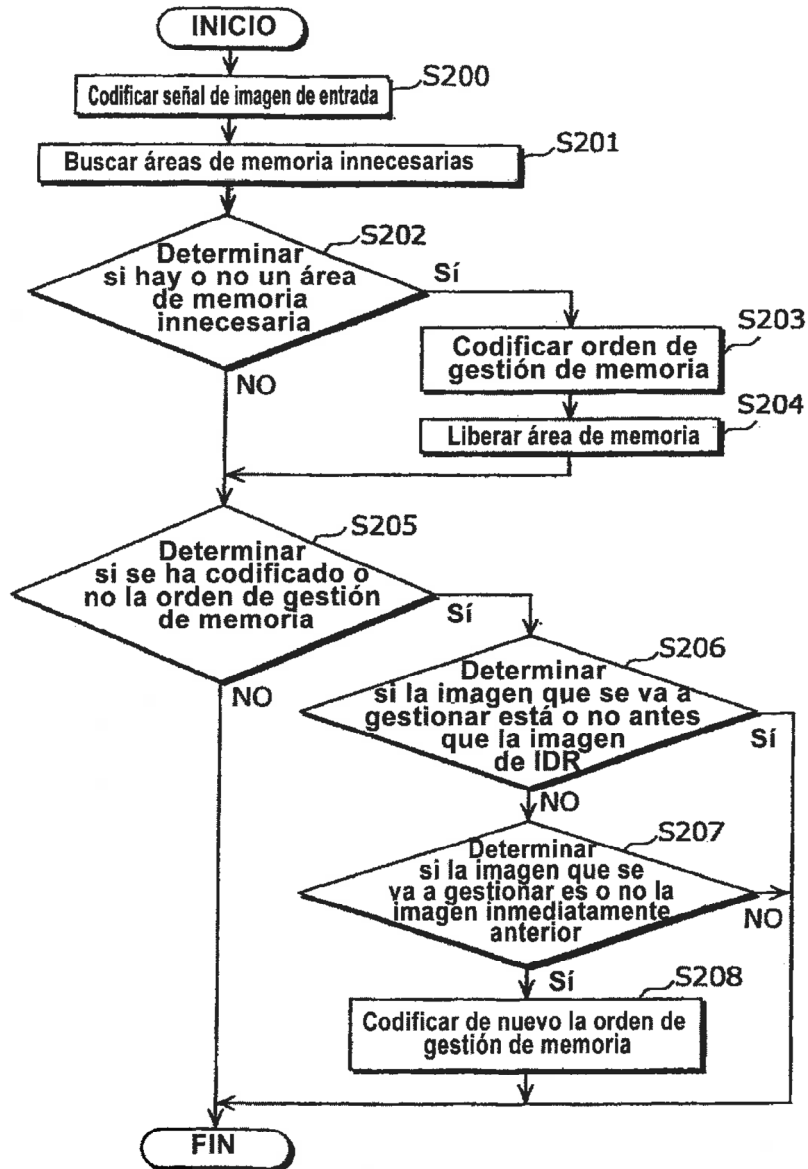 INICIO
S200
Codificar señal de imagen de entrada
S201
Buscar áreas de memoria innecesarias
S202
Determinar
si hay o no un área
de memoria
innecesaria
Sí
NO
S203
Codificar orden de
gestión de memoria
S204
Liberar área de memoria
S205
Determinar
si se ha codificado o
no la orden de gestión
de memoria
Sí
NO
S206
Determinar
si la imagen que se va a
gestionar está o no antes
que la imagen
de IDR
Sí
NO
S207
Determinar
si la imagen que se
va a gestionar es o no la
imagen inmediatamente
anterior
NO
Sí
S208
Codificar de nuevo la orden de
gestión de memoria
FIN